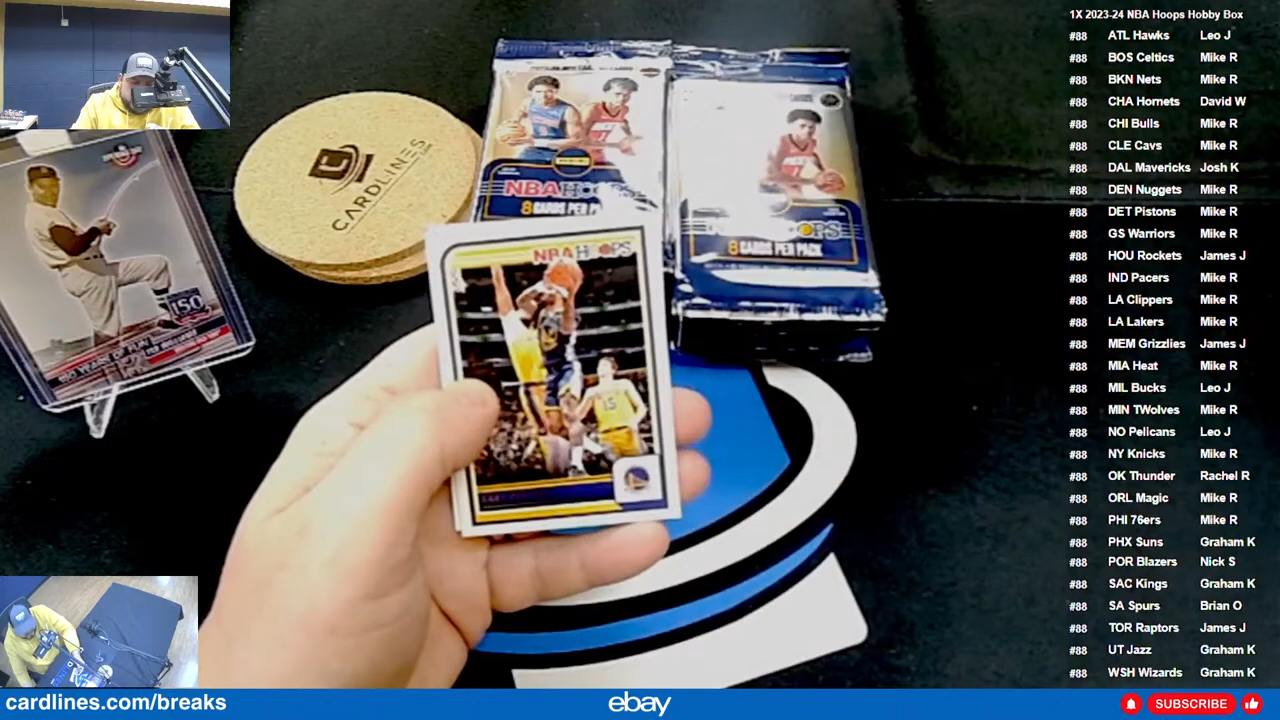 1X 2023-24 NBA Hoops Hobby Box
#88 ATL Hawks Leo J
#88 BOS Celtics Mike R
#88 BKN Nets Mike R
#88 CHA Hornets David W
#88 CHI Bulls Mike R
#88 CLE Cavs Mike R
#88 DAL Mavericks Josh K
#88 DEN Nuggets Mike R
#88 DET Pistons Mike R
#88 GS Warriors Mike R
#88 HOU Rockets James J
#88 IND Pacers Mike R
#88 LA Clippers Mike R
#88 LA Lakers Mike R
#88 MEM Grizzlies James J
#88 MIA Heat Mike R
#88 MIL Bucks Leo J
#88 MIN TWolves Mike R
#88 NO Pelicans Leo J
#88 NY Knicks Mike R
#88 OK Thunder Rachel R
#88 ORL Magic Mike R
#88 PHI 76ers Mike R
#88 PHX Suns Graham K
#88 POR Blazers Nick S
#88 SAC Kings Graham K
#88 SA Spurs Brian O
#88 TOR Raptors James J
#88 UT Jazz Graham K
#88 WSH Wizards Graham K
CARDLINES
NBA
8 CARDS PER
8 CARDS PER PACK
NBA HOOPS
15
150
150 YEARS OF FUN
cardlines.com/breaks
ebay
SUBSCRIBE